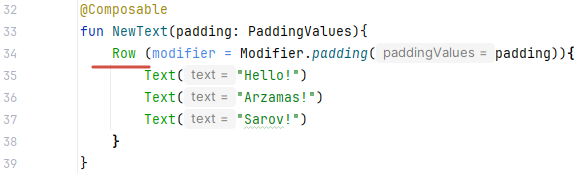 32 @Composable
33 fun NewText(padding: PaddingValues){
34 Row (modifier = Modifier.padding( paddingValues = padding)){
35 Text( text = "Hello!")
36 Text( text = "Arzamas!")
37 Text( text = "Sarov!")
38 }
39 }